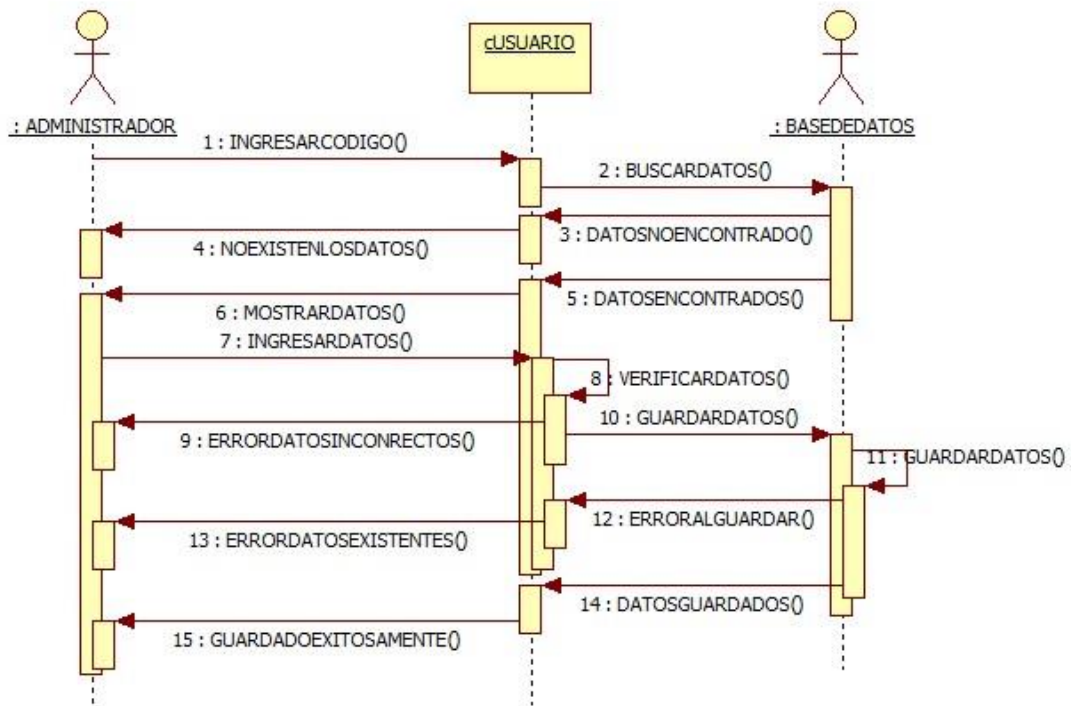 cUSUARIO
: ADMINISTRADOR
: BASEDEDATOS
1 : INGRESARCODIGO()
2 : BUSCARDATOS()
3 : DATOSNOENCONTRADO()
4 : NOEXISTENLOSDATOS()
5 : DATOSENCONTRADOS()
6 : MOSTRARDATOS()
7 : INGRESARDATOS()
8 : VERIFICARDATOS()
9 : ERRORDATOSINCONRECTOS()
10 : GUARDARDATOS()
11 : GUARDARDATOS()
12 : ERRORALGUARDAR()
13 : ERRORDATOSEXISTENTES()
14 : DATOSGUARDADOS()
15 : GUARDADOEXITOSAMENTE()